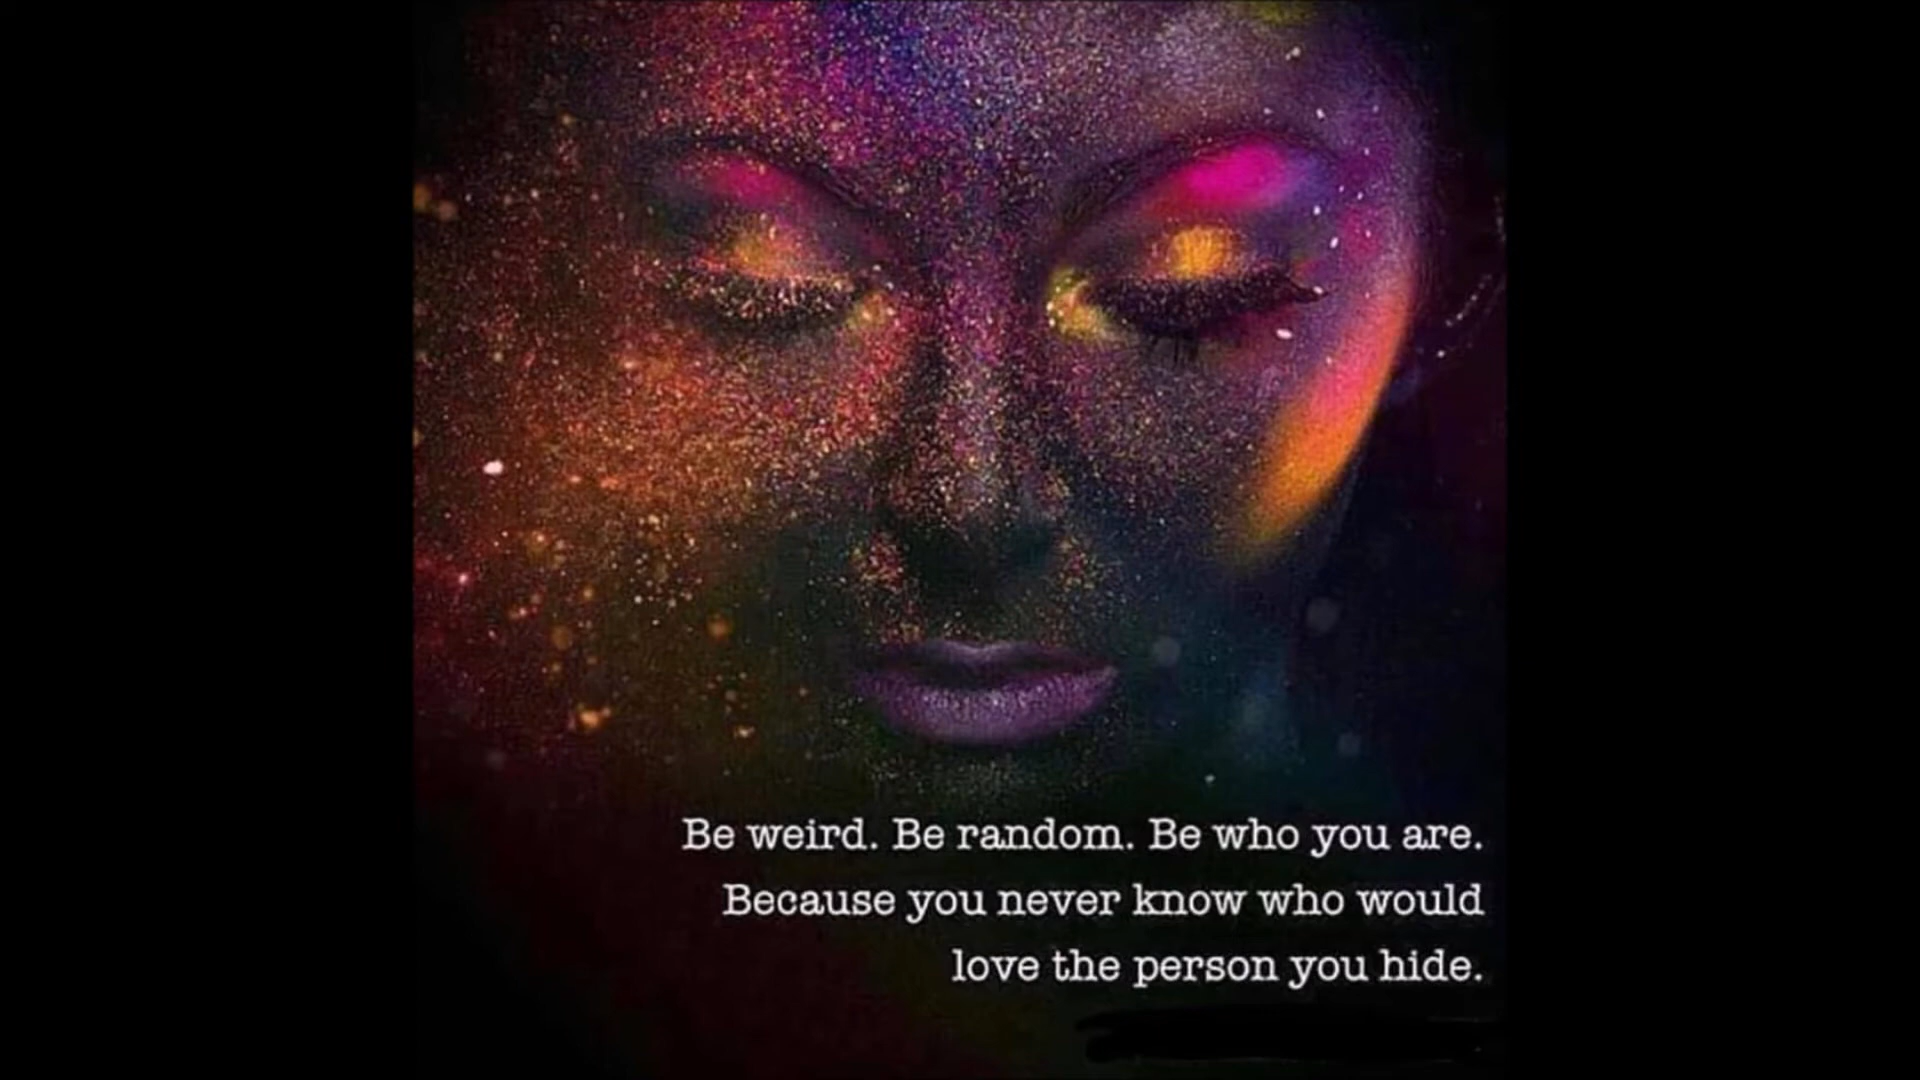 Be weird. Be random. Be who you are.
Because you never know who would
love the person you hide.